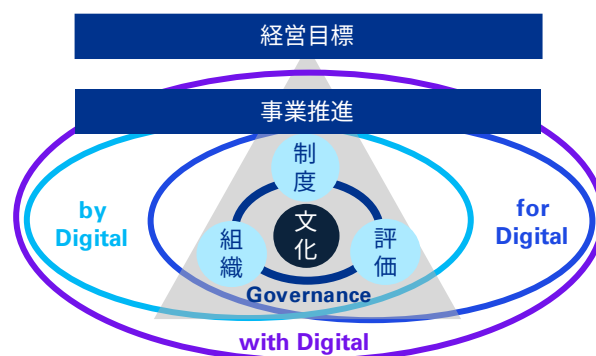 経営目標
事業推進
制
度
by
Digital
for
Digital
文
化
組
織
評
価
Governance
with Digital